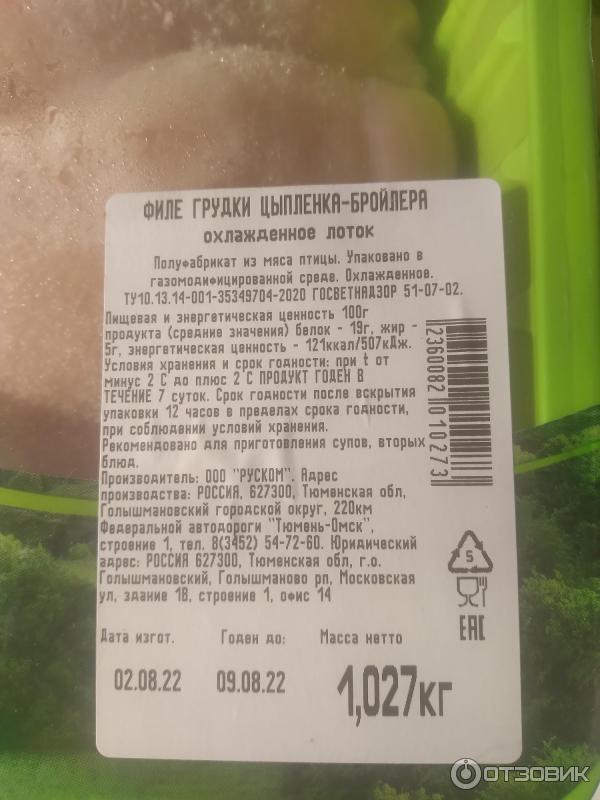 ФИЛЕ ГРУДКИ ЦЫПЛЕНКА-БРОЙЛЕРА
ОХЛАЖДЕННОЕ ЛОТОК
Полуфабрикат из мяса птицы. Упаковано в
газомодифицированной среде. Охлажденное.
ТУ10.13.14-001-35349704-2020 ГОСВЕТНАДЗОР 51-07-02.
Пищевая и энергетическая ценность 100г
продукта (средние значения) белок - 19г, жир -
5г, энергетическая ценность - 121ккал/507кДж.
Условия хранения и срок годности: при t от
минус 2 С до плюс 2 С ПРОДУКТ ГОДЕН В
ТЕЧЕНИЕ 7 суток. Срок годности после вскрытия
упаковки 12 часов в пределах срока годности,
при соблюдении условий хранения.
Рекомендовано для приготовления супов, вторых
блюд.
Производитель: ООО "РУСКОМ". Адрес
производства: РОССИЯ, 627300, Тюменская обл,
Голышмановский городской округ, 220км
Федеральной автодороги "Тюмень-Омск",
строение 1, тел. 8(3452) 54-72-60. Юридический
адрес: РОССИЯ 627300, Тюменская обл, г.о.
Голышмановский, Голышманово рп, Московская
ул, здание 1В, строение 1, офис 14
2360082010273
5
EAC
Дата изгот. Годен до: Масса нетто
02.08.22 09.08.22 1,027кг
ОТЗОВИК